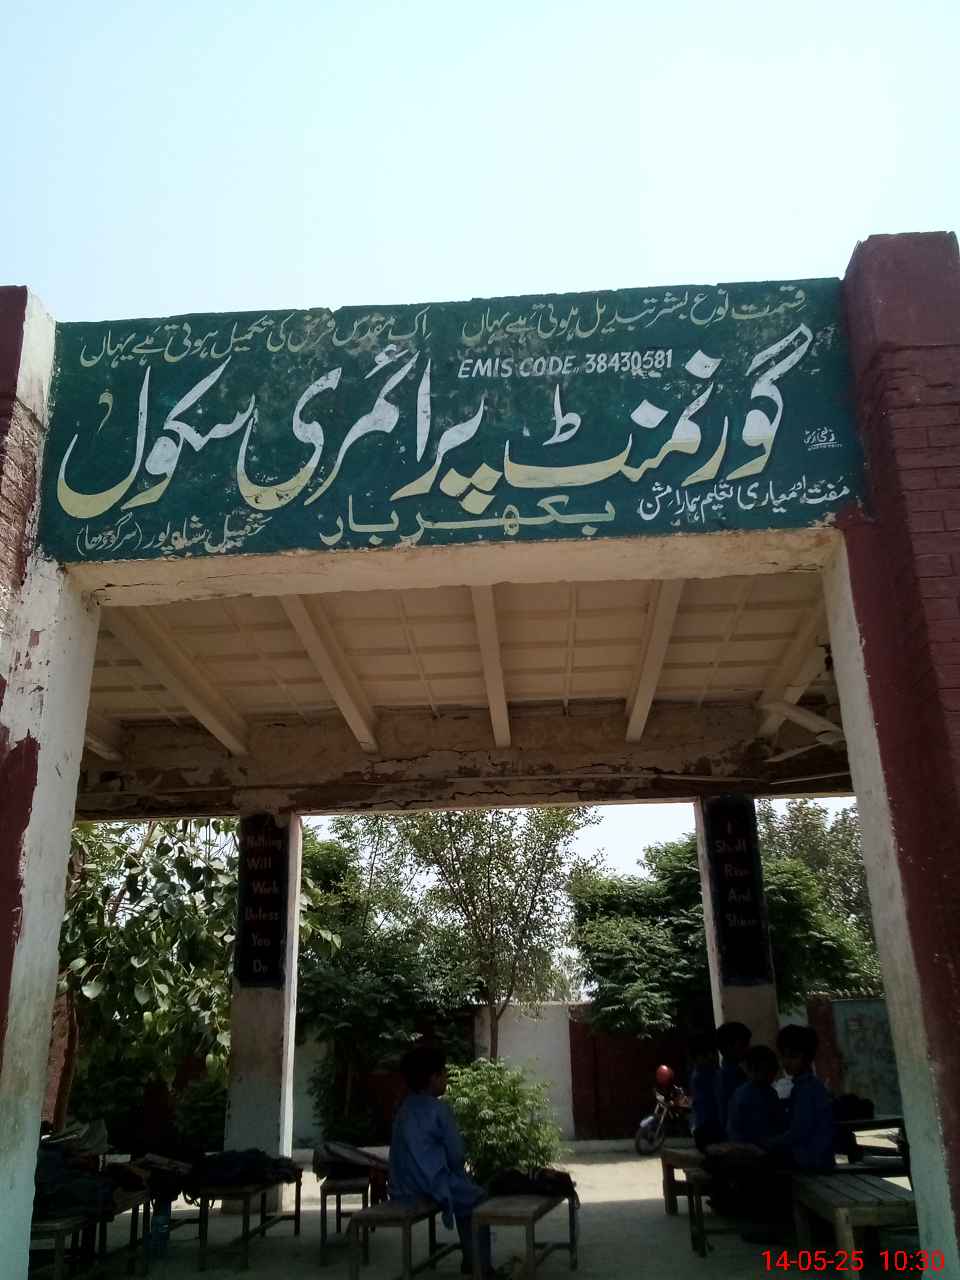 قسمت نوع بشر تبدیل ہوتی ہے یہاں
اک مقدس فرض کی تکمیل ہوتی ہے یہاں
EMIS CODE. 38430581
گورنمنٹ پرائمری سکول
مفت اور معیاری تعلیم ہمارا مشن
بکھر بار
تحصیل شاہ پور (سرگودھا)
Nothing
Will
Work
Unless
You
Do
I
Shall
Rise
And
Shine
14-05-25 10:30